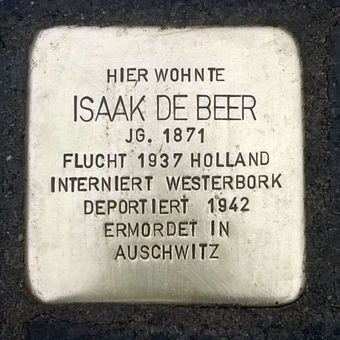 HIER WOHNTE
ISAAK DE BEER
JG. 1871
FLUCHT 1937 HOLLAND
INTERNIERT WESTERBORK
DEPORTIERT 1942
ERMORDET IN
AUSCHWITZ